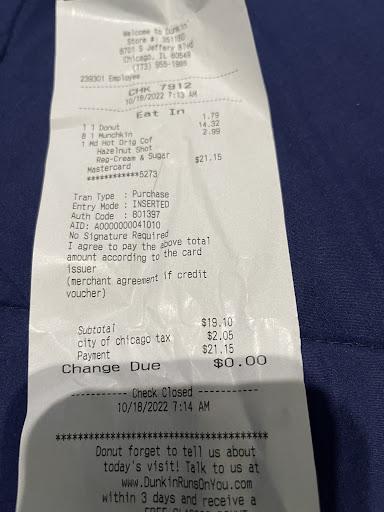 Welcome to Dunkin
Store #: 351180
8701 S Jeffery Blvd
Chicago, IL 60649
(773) 955-1986
239301 Employee
CHK 7912
10/18/2022 7:13 AM
Eat In
1 1 Donut 1.79
8 1 Munchkin 14.32
1 Md Hot Orig Cof 2.99
Hazelnut Shot
Reg-Cream & Sugar
Mastercard $21.15
************5273
Tran Type : Purchase
Entry Mode : INSERTED
Auth Code : B01397
AID: A0000000041010
No Signature Required
I agree to pay the above total
amount according to the card
issuer
(merchant agreement if credit
voucher)
Subtotal $19.10
city of chicago tax $2.05
Payment $21.15
Change Due $0.00
----------- Check Closed -----------
10/18/2022 7:14 AM
************************************
Donut forget to tell us about
today's visit! Talk to us at
www.DunkinRunsOnYou.com
within 3 days and receive a